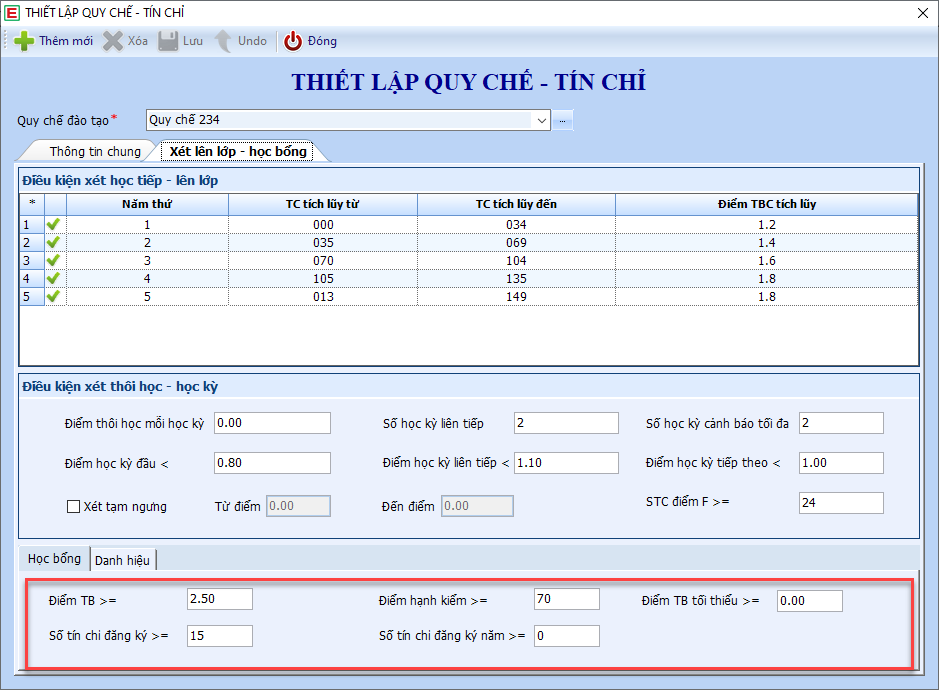 THIẾT LẬP QUY CHẾ - TÍN CHỈ
Thêm mới Xóa Lưu Undo Đóng
THIẾT LẬP QUY CHẾ - TÍN CHỈ
Quy chế đào tạo* Quy chế 234 ...
Thông tin chung Xét lên lớp - học bổng
Điều kiện xét học tiếp - lên lớp
* Năm thứ TC tích lũy từ TC tích lũy đến Điểm TBC tích lũy
1 1 000 034 1.2
2 2 035 069 1.4
3 3 070 104 1.6
4 4 105 135 1.8
5 5 013 149 1.8
Điều kiện xét thôi học - học kỳ
Điểm thôi học mỗi học kỳ 0.00 Số học kỳ liên tiếp 2 Số học kỳ cảnh báo tối đa 2
Điểm học kỳ đầu < 0.80 Điểm học kỳ liên tiếp < 1.10 Điểm học kỳ tiếp theo < 1.00
Xét tạm ngưng Từ điểm 0.00 Đến điểm 0.00 STC điểm F >= 24
Học bổng Danh hiệu
Điểm TB >= 2.50 Điểm hạnh kiểm >= 70 Điểm TB tối thiểu >= 0.00
Số tín chỉ đăng ký >= 15 Số tín chỉ đăng ký năm >= 0